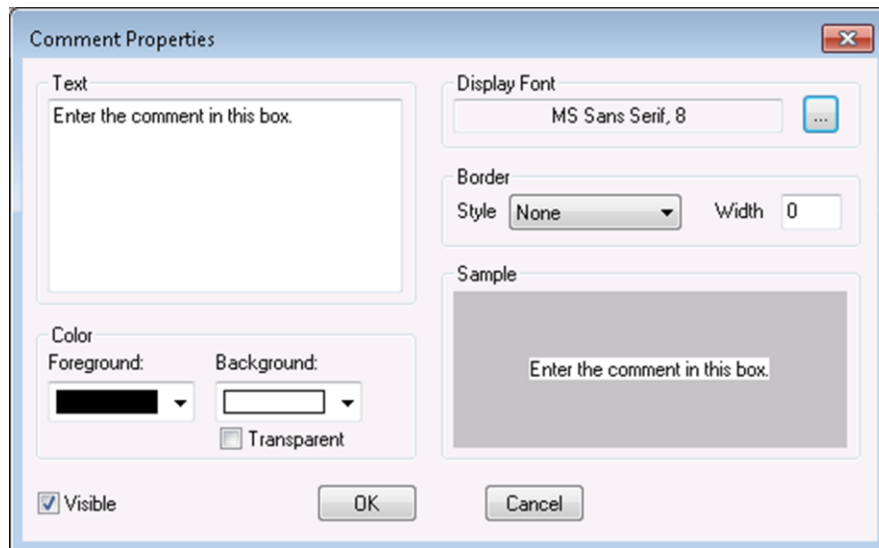 Comment Properties
Text
Enter the comment in this box.
Display Font
MS Sans Serif, 8
...
Border
Style None Width 0
Sample
Enter the comment in this box.
Color
Foreground: Background:
Transparent
Visible OK Cancel